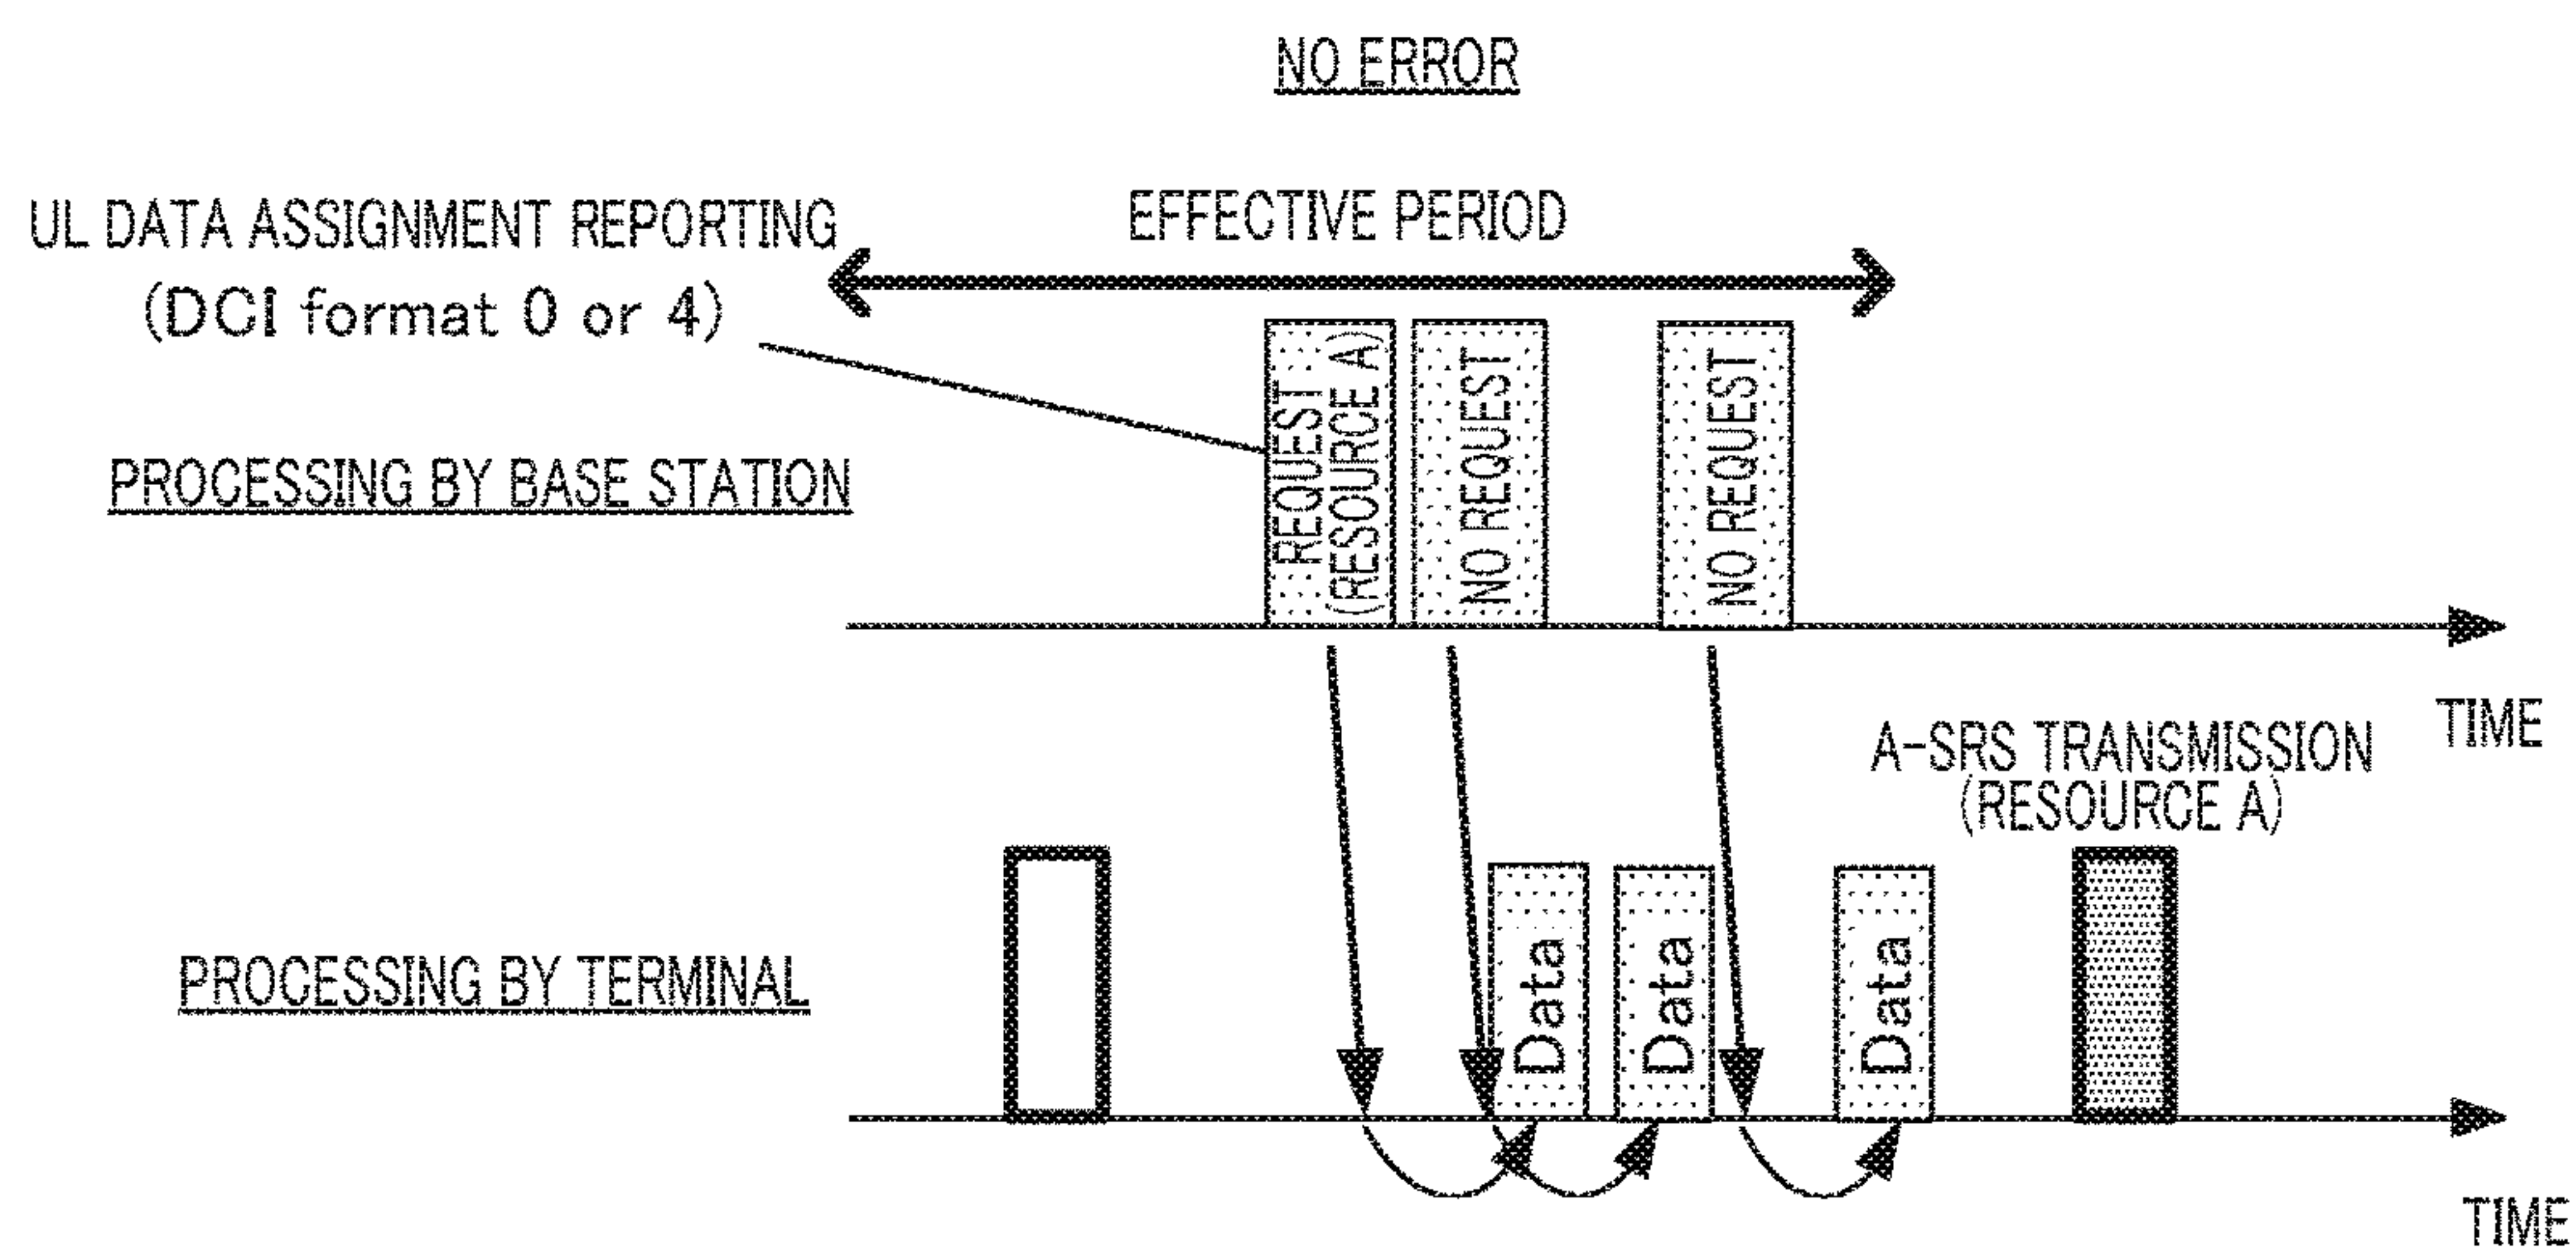 NO ERROR
UL DATA ASSIGNMENT REPORTING
(DCI format 0 or 4)
EFFECTIVE PERIOD
PROCESSING BY BASE STATION
REQUEST
(RESOURCE A)
NO REQUEST
NO REQUEST
TIME
A-SRS TRANSMISSION
(RESOURCE A)
PROCESSING BY TERMINAL
Data
Data
Data
TIME